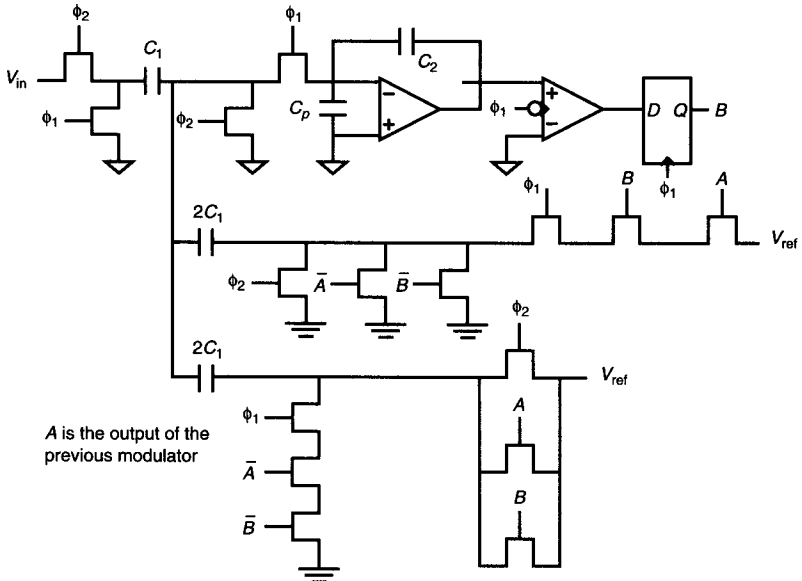 ϕ2
ϕ1
Vin
C1
C2
Cp
ϕ1
ϕ2
−
+
ϕ1
+
−
D Q
B
ϕ1
2C1
ϕ1
B
A
Vref
ϕ2
A̅
B̅
2C1
ϕ2
Vref
ϕ1
A
A̅
B
B̅
A is the output of the
previous modulator